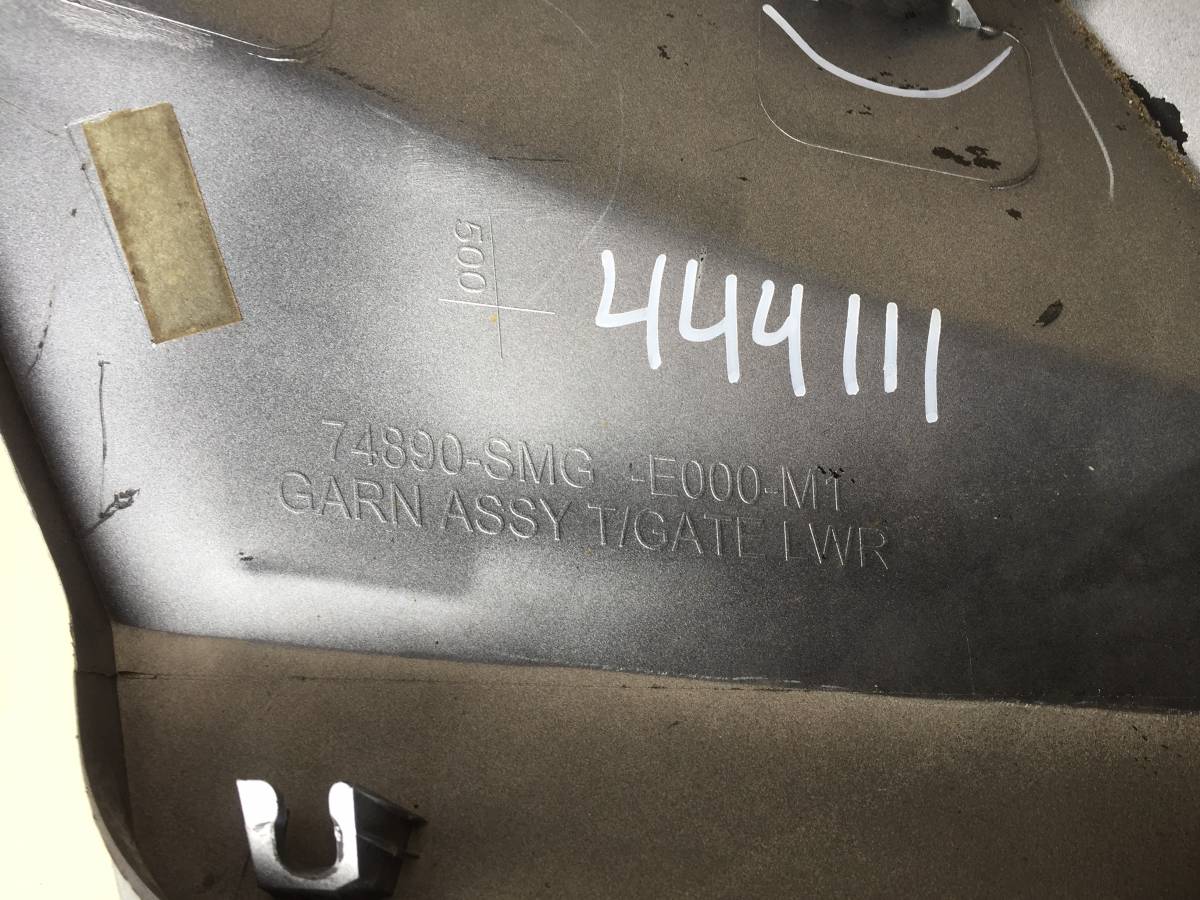 500
444111
74890-SMG -E000-M1
GARN ASSY T/GATE LWR